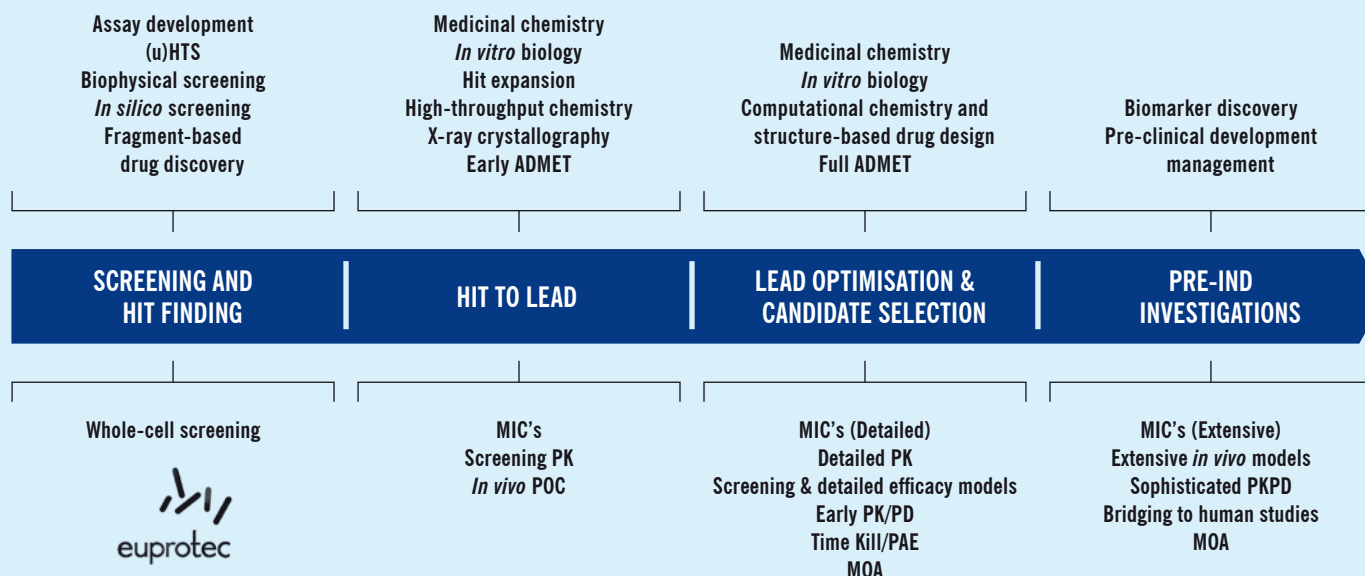 Assay development
(u)HTS
Biophysical screening
In silico screening
Fragment-based
drug discovery
Medicinal chemistry
In vitro biology
Hit expansion
High-throughput chemistry
X-ray crystallography
Early ADMET
Medicinal chemistry
In vitro biology
Computational chemistry and
structure-based drug design
Full ADMET
Biomarker discovery
Pre-clinical development
management
SCREENING AND
HIT FINDING
HIT TO LEAD
LEAD OPTIMISATION &
CANDIDATE SELECTION
PRE-IND
INVESTIGATIONS
Whole-cell screening
euprotec
MIC's
Screening PK
In vivo POC
MIC's (Detailed)
Detailed PK
Screening & detailed efficacy models
Early PK/PD
Time Kill/PAE
MOA
MIC's (Extensive)
Extensive in vivo models
Sophisticated PKPD
Bridging to human studies
MOA